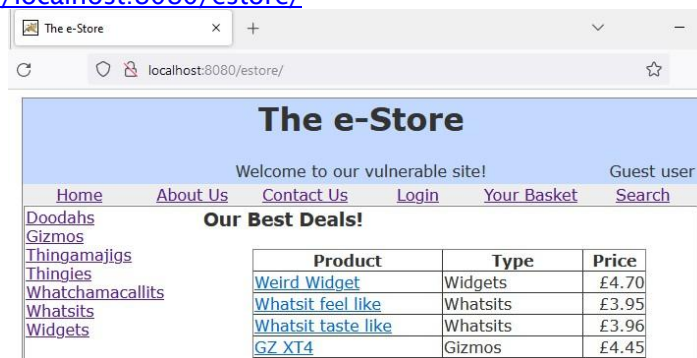 /localhost:8080/estore/
The e-Store
localhost:8080/estore/
The e-Store
Welcome to our vulnerable site! Guest user
Home About Us Contact Us Login Your Basket Search
Doodahs
Gizmos
Thingamajigs
Thingies
Whatchamacallits
Whatsits
Widgets
Our Best Deals!
Product Type Price
Weird Widget Widgets £4.70
Whatsit feel like Whatsits £3.95
Whatsit taste like Whatsits £3.96
GZ XT4 Gizmos £4.45